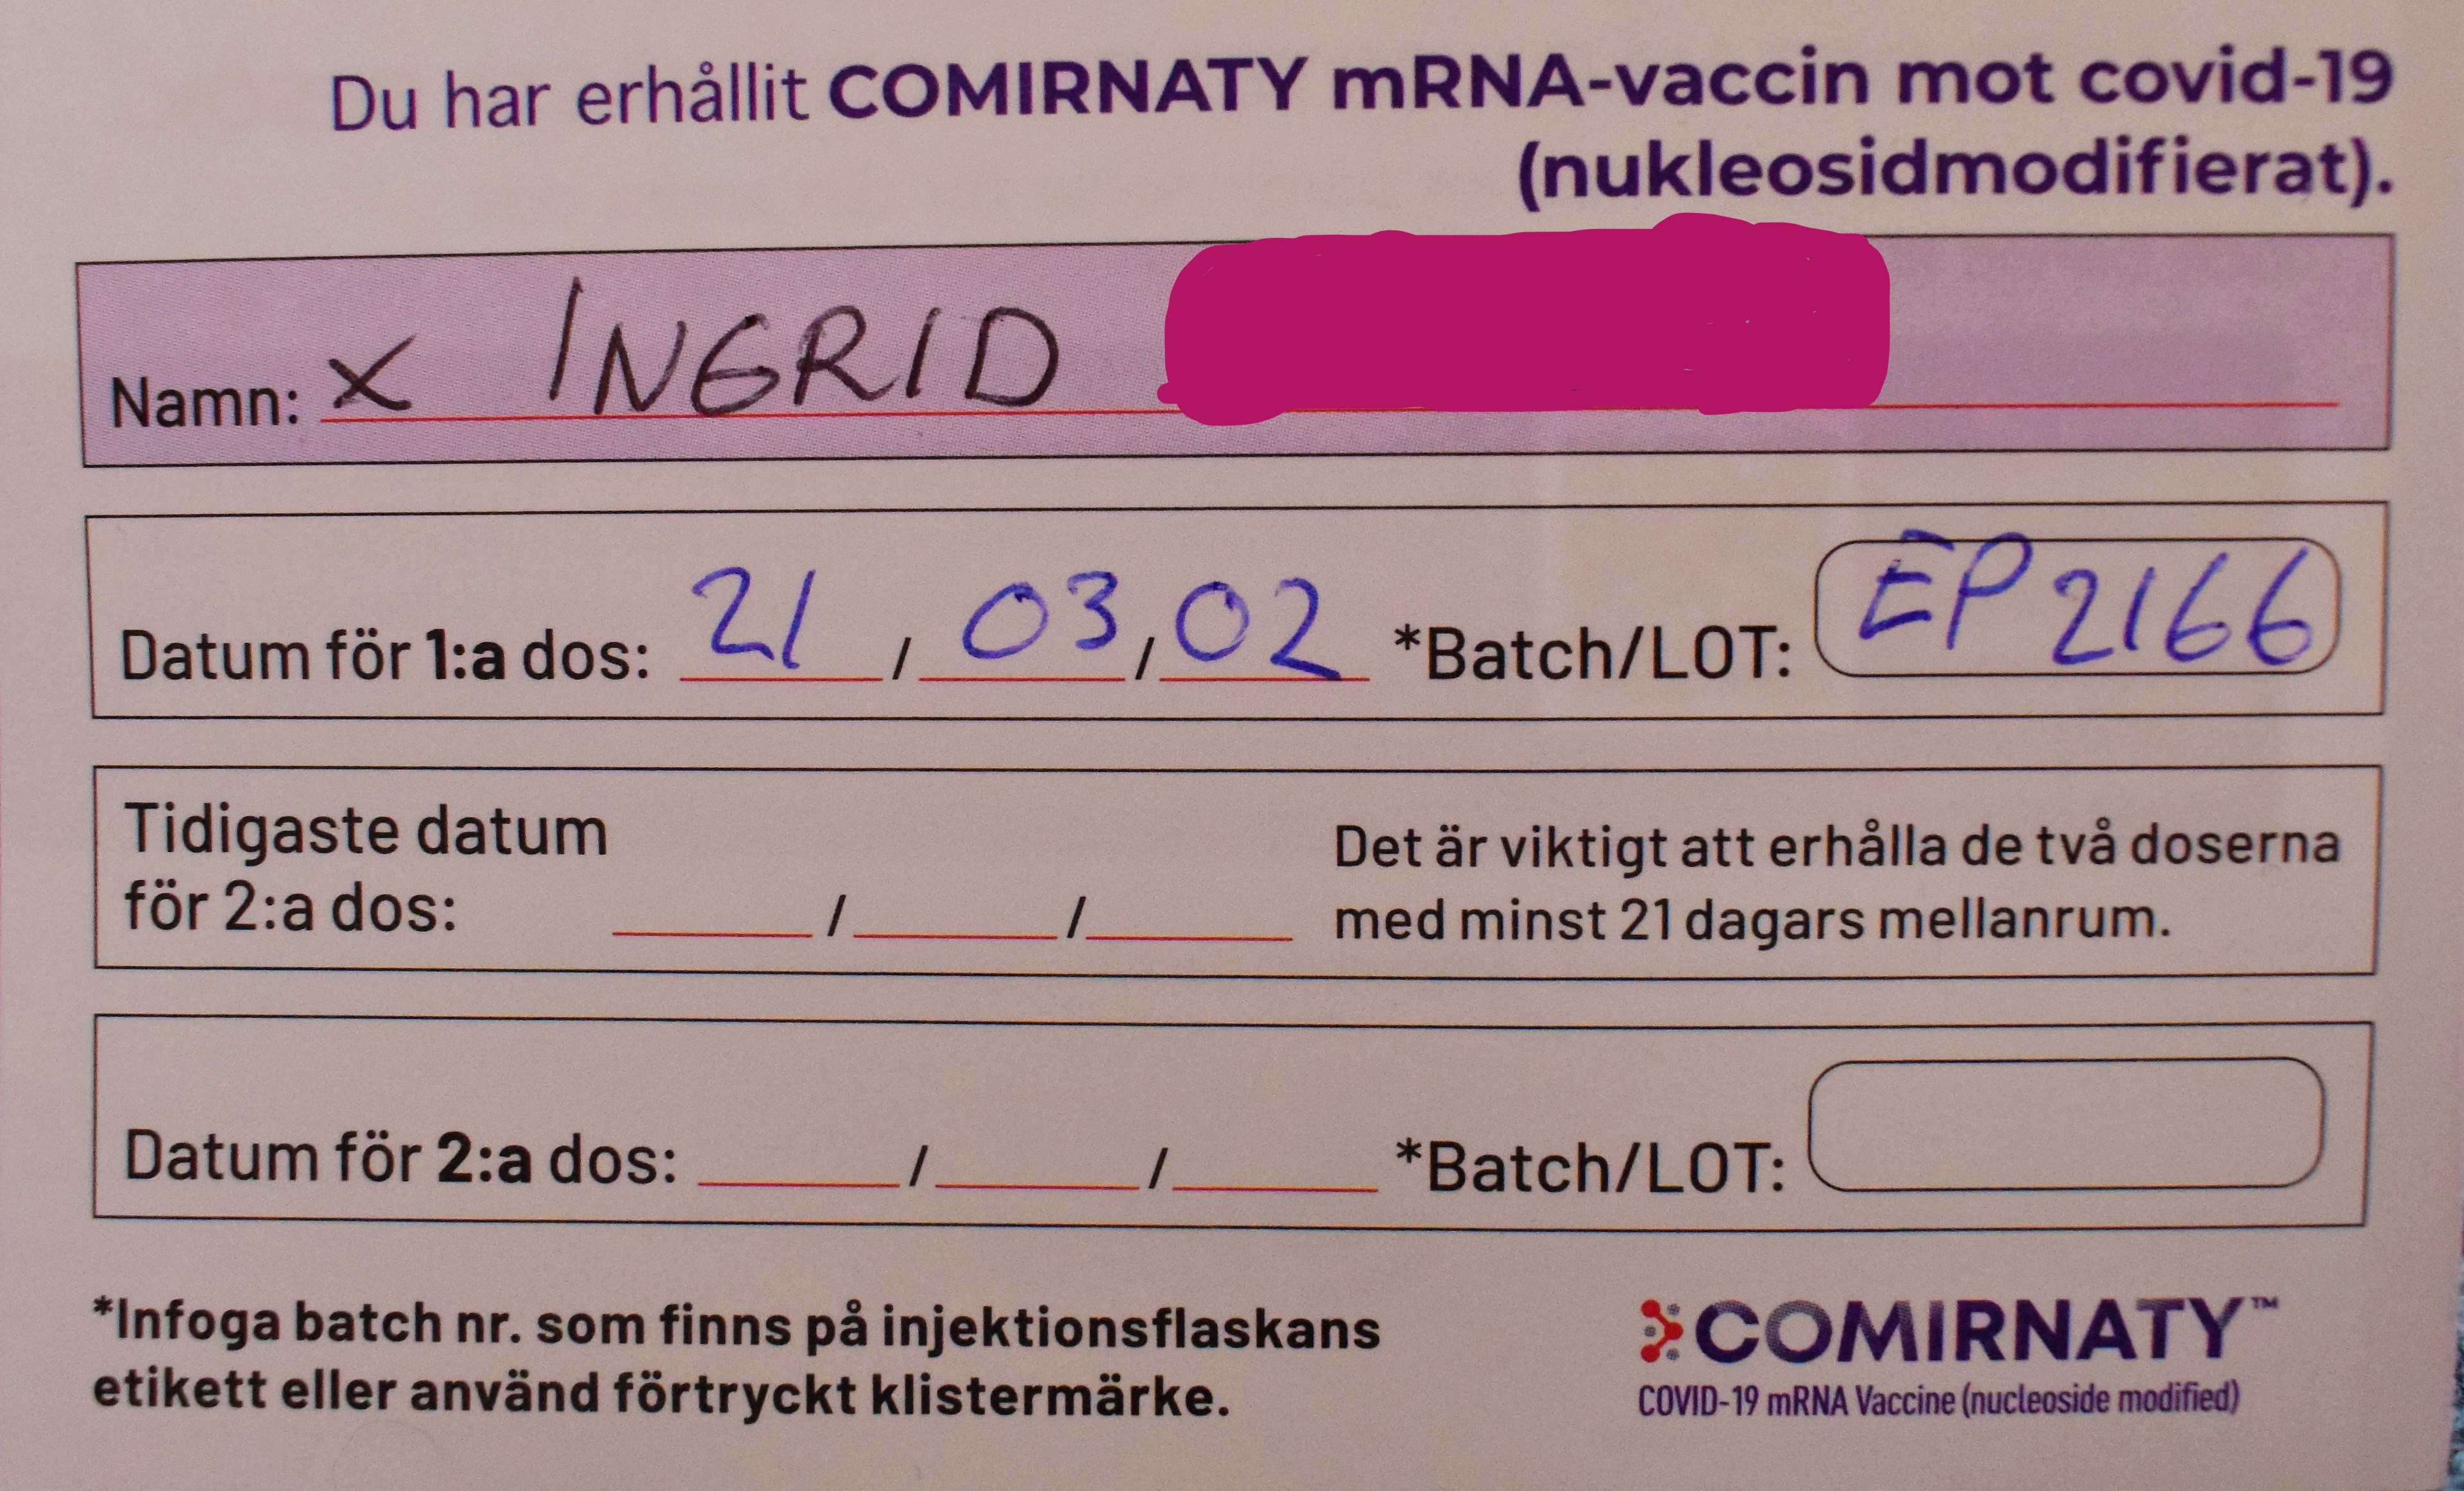 Du har erhållit COMIRNATY mRNA-vaccin mot covid-19
(nukleosidmodifierat).
Namn: x INGRID
Datum för 1:a dos: 21 / 03 / 02 *Batch/LOT: EP 2166
Tidigaste datum
för 2:a dos: / /
Det är viktigt att erhålla de två doserna
med minst 21 dagars mellanrum.
Datum för 2:a dos: / / *Batch/LOT:
*Infoga batch nr. som finns på injektionsflaskans
etikett eller använd förtryckt klistermärke.
COMIRNATY™
COVID-19 mRNA Vaccine (nucleoside modified)